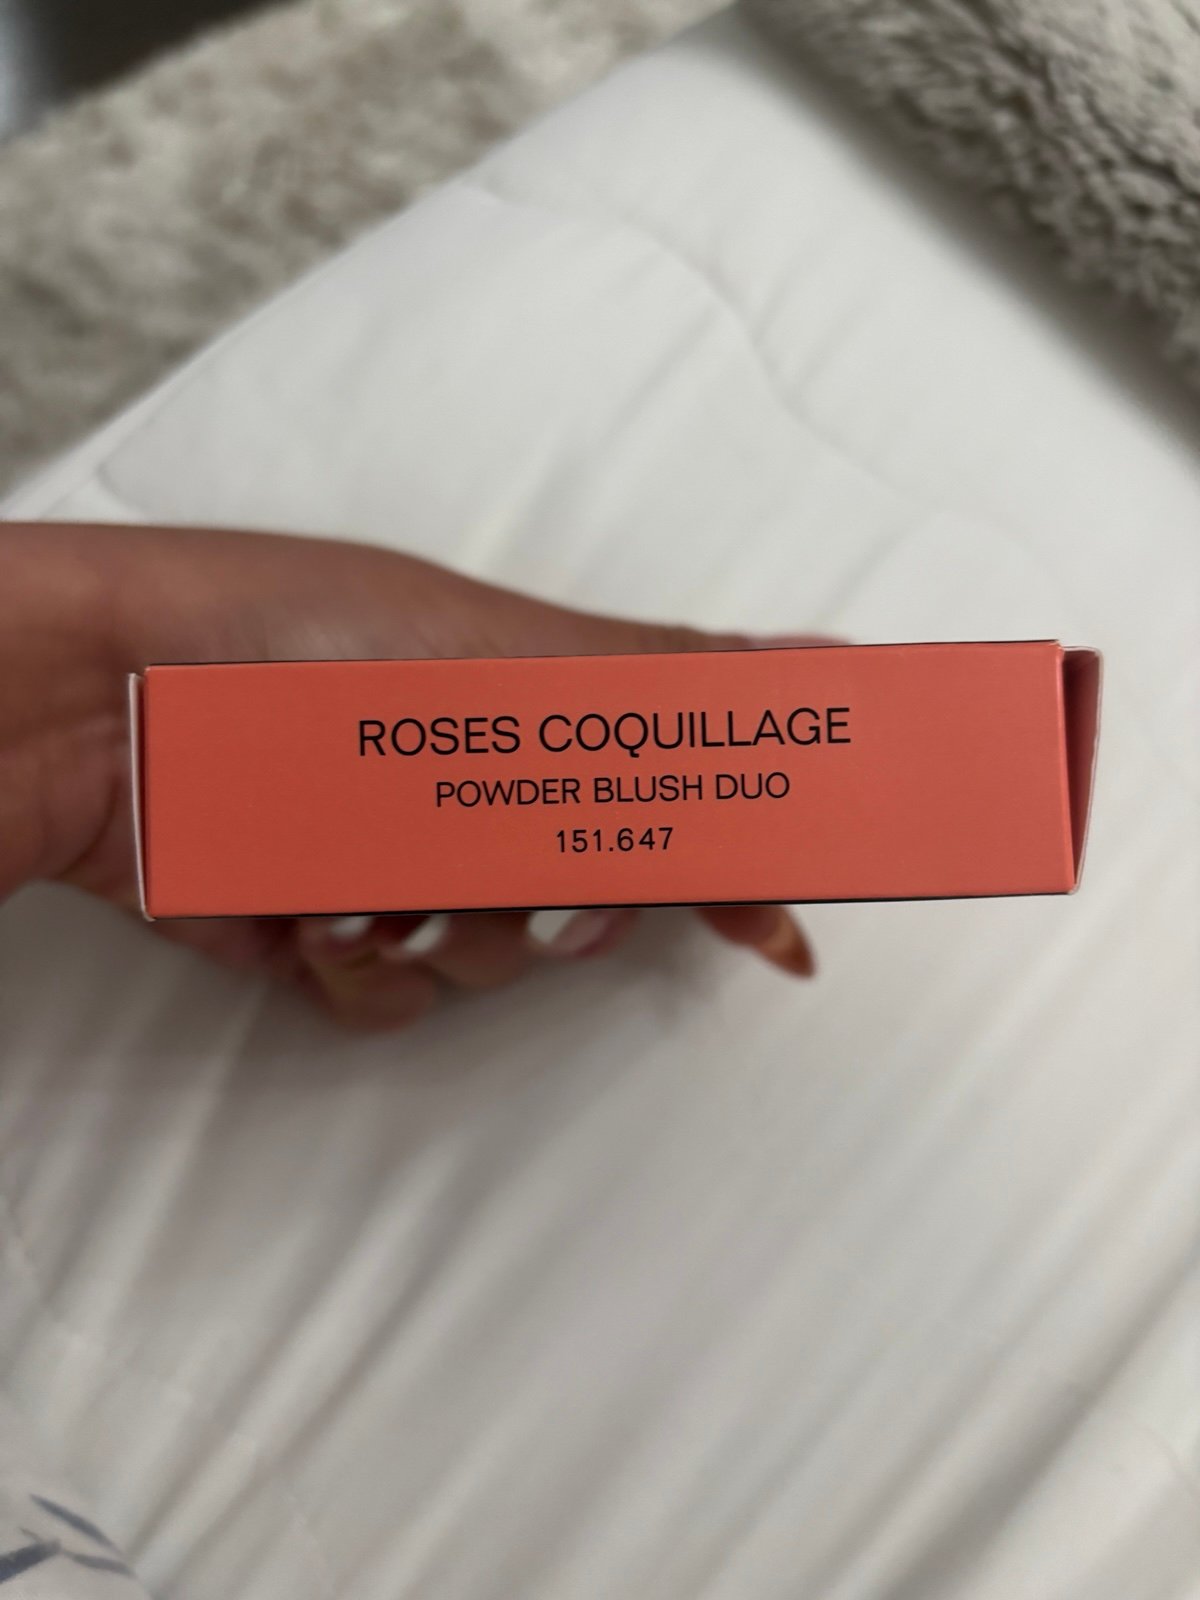 ROSES COQUILLAGE
POWDER BLUSH DUO
151.647